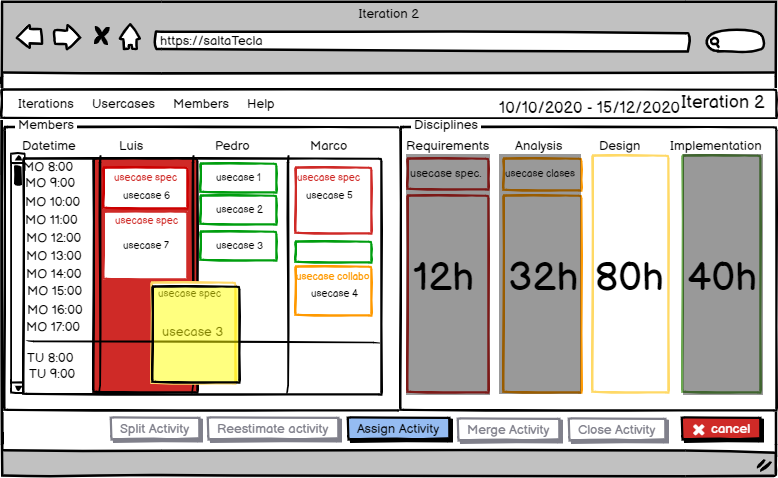 Iteration 2
https://saltaTecla
Iterations Usercases Members Help
10/10/2020 - 15/12/2020 Iteration 2
Members
Datetime Luis Pedro Marco
MO 8:00
MO 9:00
MO 10:00
MO 11:00
MO 12:00
MO 13:00
MO 14:00
MO 15:00
MO 16:00
MO 17:00
TU 8:00
TU 9:00
usecase spec
usecase 6
usecase spec
usecase 7
usecase 1
usecase 2
usecase 3
usecase spec
usecase 5
usecase collabo
usecase 4
usecase spec
usecase 3
Disciplines
Requirements Analysis Design Implementation
usecase spec. usecase clases
12h 32h 80h 40h
Split Activity Reestimate activity Assign Activity Merge Activity Close Activity cancel